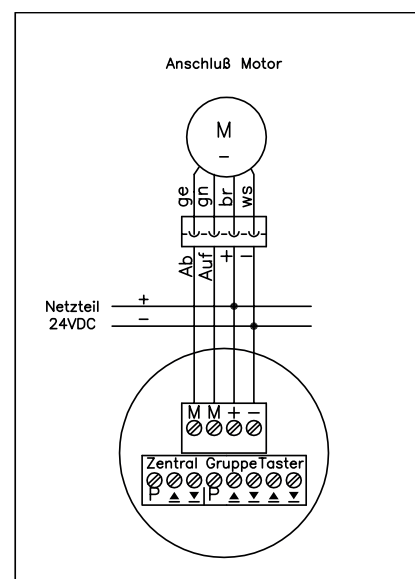 Anschluß Motor
M
–
ge gn br ws
Ab Auf + –
Netzteil +
24VDC –
M M + –
Zentral Gruppe Taster
P ▲ ▼ P ▲ ▼ ▲ ▼